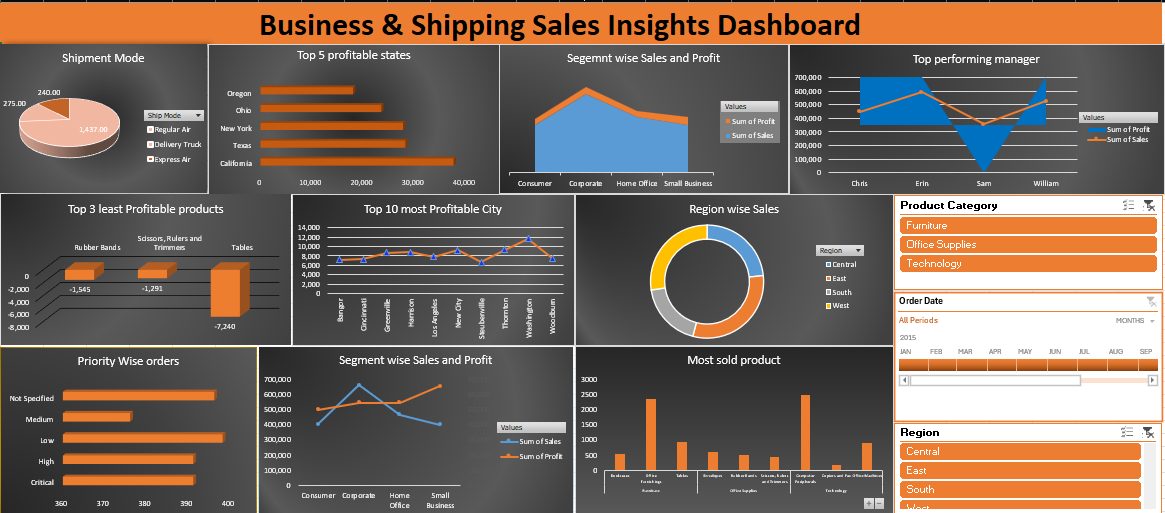 Business & Shipping Sales Insights Dashboard
Shipment Mode
240.00
275.00
1,437.00
Ship Mode
Regular Air
Delivery Truck
Express Air
Top 5 profitable states
Oregon
Ohio
New York
Texas
California
0 10,000 20,000 30,000 40,000
Segemnt wise Sales and Profit
Values
Sum of Profit
Sum of Sales
Consumer Corporate Home Office Small Business
Top performing manager
700,000
600,000
500,000
400,000
300,000
200,000
100,000
0
Chris Erin Sam William
Values
Sum of Profit
Sum of Sales
Top 3 least Profitable products
Rubber Bands
Scissors, Rulers and
Trimmers
Tables
0
-2,000
-4,000
-6,000
-8,000
-1,545
-1,291
-7,240
Top 10 most Profitable City
14,000
12,000
10,000
8,000
6,000
4,000
2,000
0
Bangor
Cincinnati
Greenville
Harrison
Los Angeles
New City
Steubenville
Thornton
Washington
Woodburn
Region wise Sales
Region
Central
East
South
West
Product Category
Furniture
Office Supplies
Technology
Order Date
All Periods MONTHS
2015
JAN FEB MAR APR MAY JUN JUL AUG SEP
Priority Wise orders
Not Specified
Medium
Low
High
Critical
360 370 380 390 400
Segment wise Sales and Profit
700,000
600,000
500,000
400,000
300,000
200,000
100,000
0
Consumer Corporate Home
Office
Small
Business
Values
Sum of Sales
Sum of Profit
Most sold product
3000
2500
2000
1500
1000
500
0
Bookcases
Office
Furnishings
Tables
Envelopes
Rubber Bands
Scissors, Rulers
and Trimmers
Computer
Peripherals
Copiers and Fax
Office Machines
Furniture Office Supplies Technology
Region
Central
East
South
West